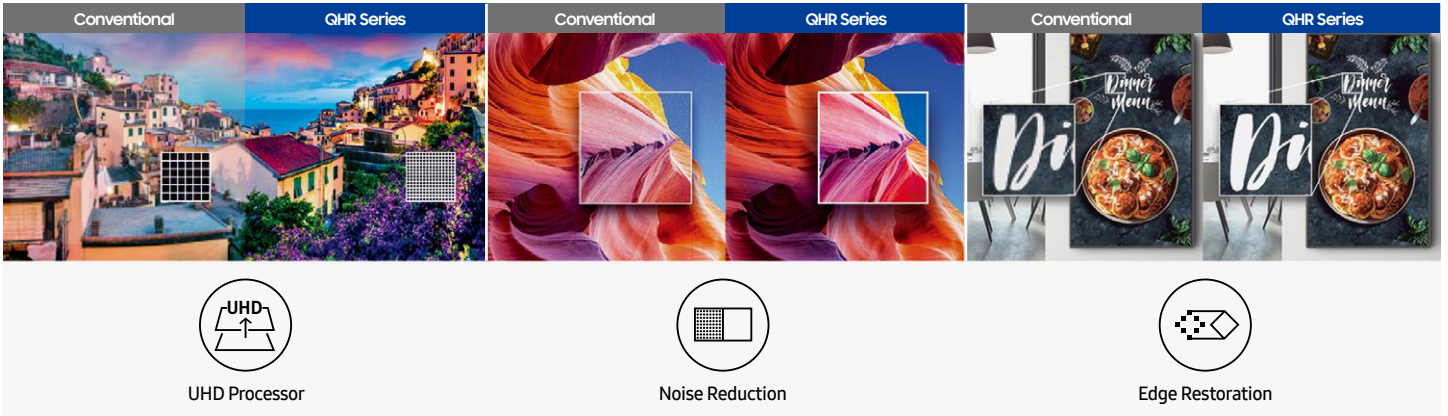 Conventional
QHR Series
Conventional
QHR Series
Conventional
QHR Series
Dinner
Menu
Di
Dinner
Menu
Di
UHD
UHD Processor
Noise Reduction
Edge Restoration